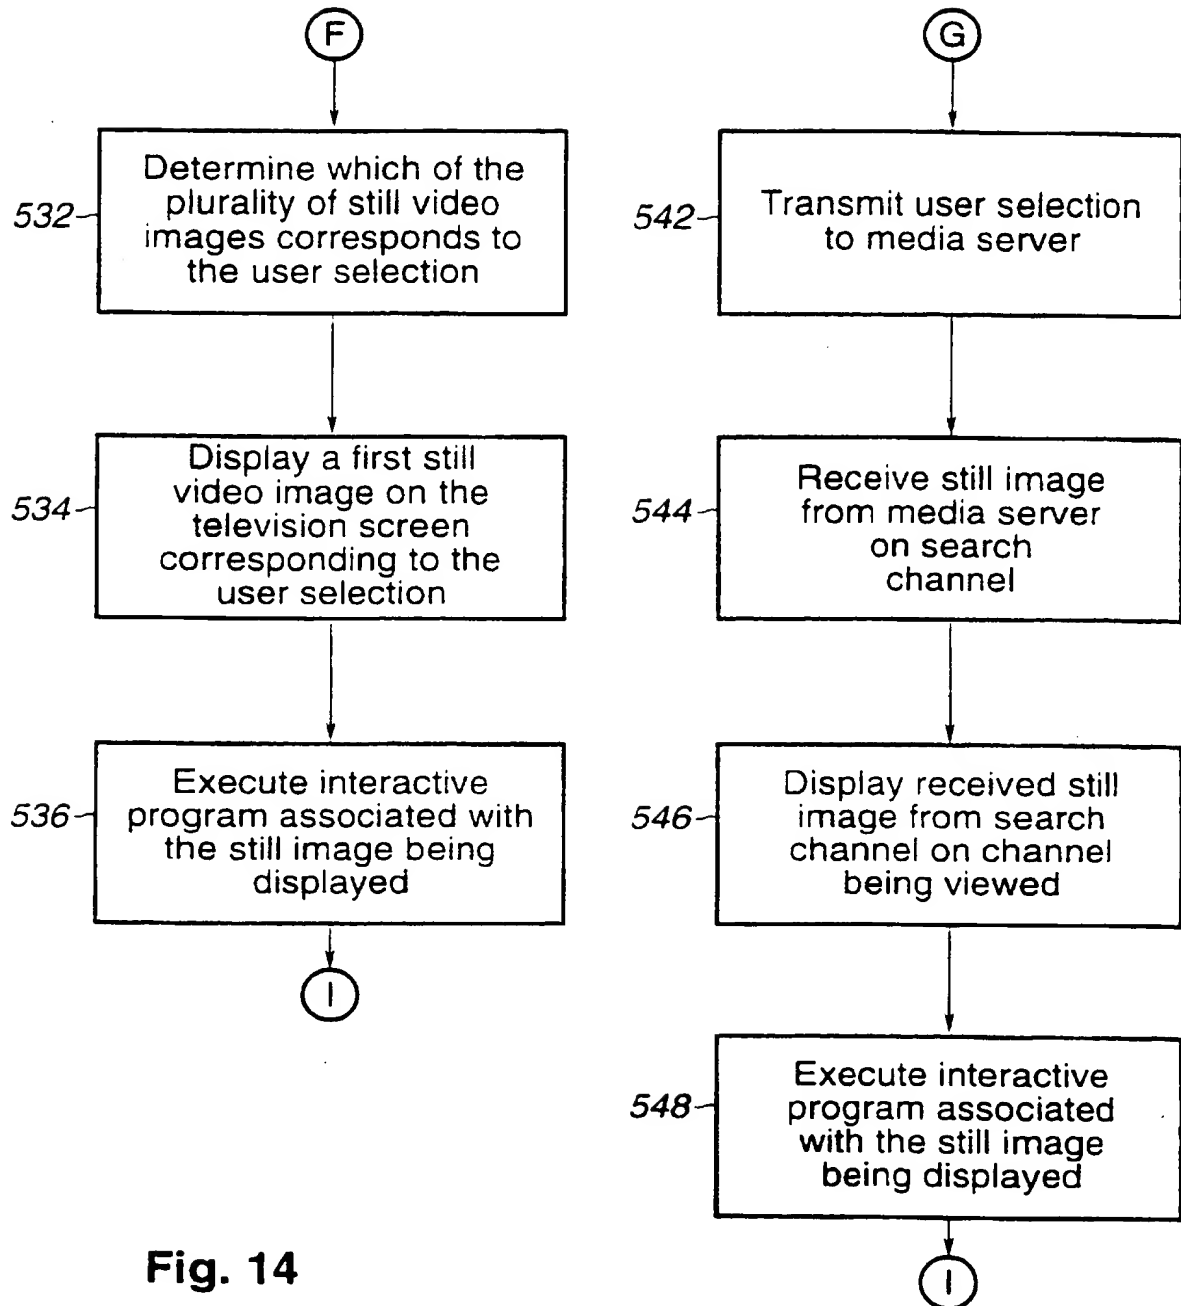 F
532
Determine which of the
plurality of still video
images corresponds to
the user selection
534
Display a first still
video image on the
television screen
corresponding to the
user selection
536
Execute interactive
program associated with
the still image being
displayed
I
G
542
Transmit user selection
to media server
544
Receive still image
from media server
on search
channel
546
Display received still
image from search
channel on channel
being viewed
548
Execute interactive
program associated
with the still image
being displayed
I
Fig. 14